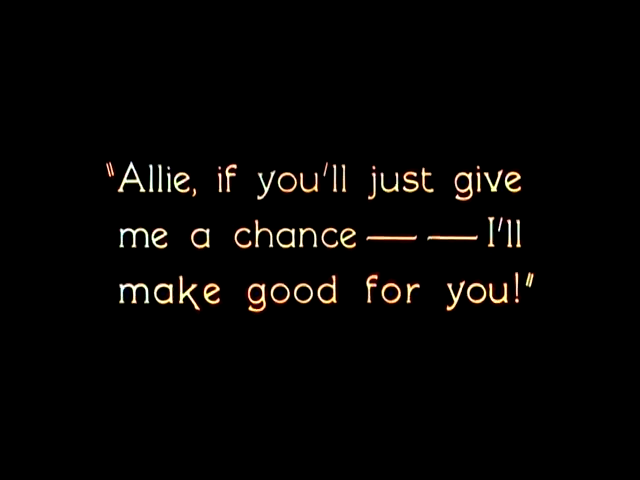 "Allie, if you'll just give
me a chance — — I'll
make good for you!"